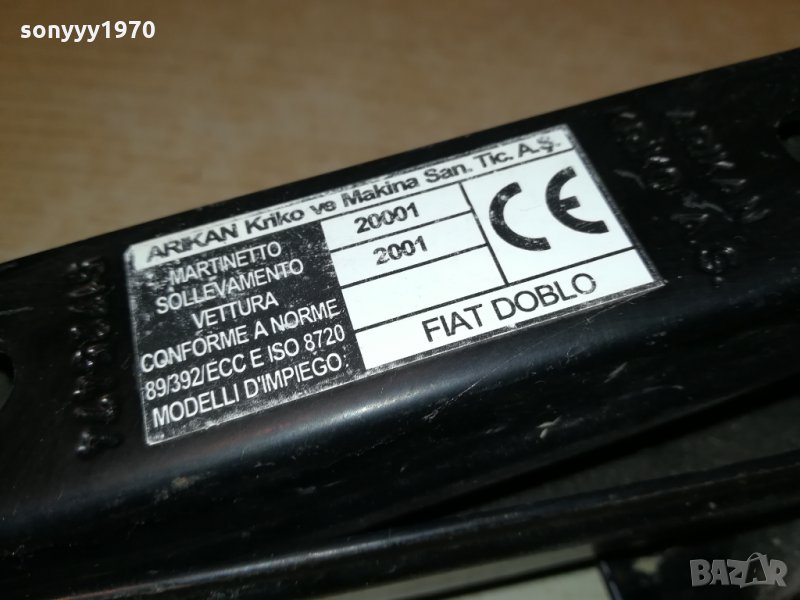 sonyyy1970
ARIKAN Kriko ve Makina San. Tic. A.Ş.
MARTINETTO 20001
SOLLEVAMENTO 2001
VETTURA
CONFORME A NORME
89/392/ECC E ISO 8720
MODELLI D'IMPIEGO: FIAT DOBLO
CE
BAZAR